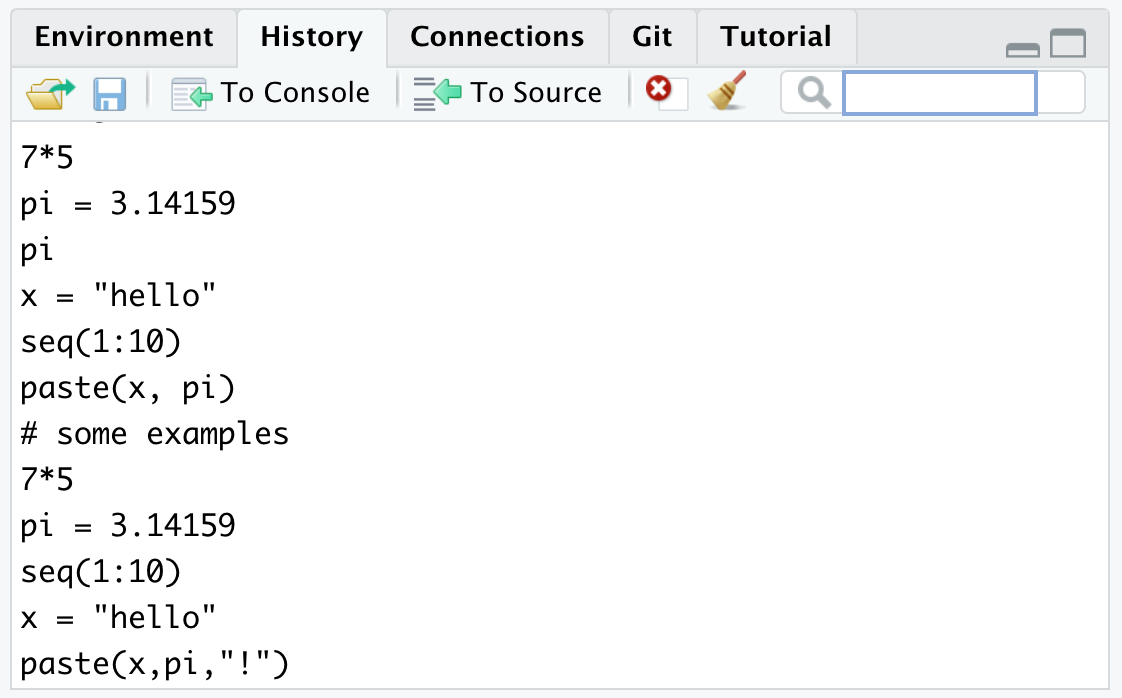 Environment History Connections Git Tutorial
To Console To Source
7*5
pi = 3.14159
pi
x = "hello"
seq(1:10)
paste(x, pi)
# some examples
7*5
pi = 3.14159
seq(1:10)
x = "hello"
paste(x,pi,"!")